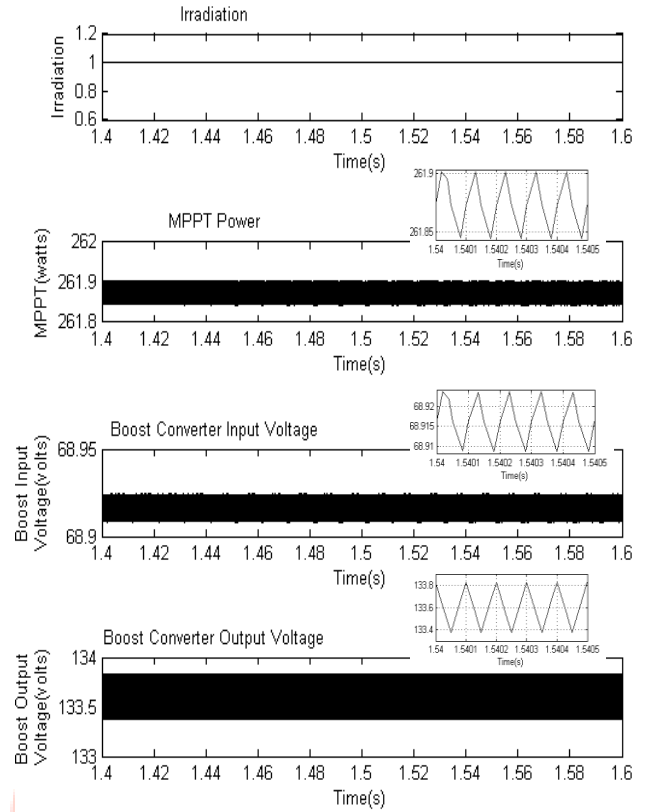 Irradiation
1.2
1
0.8
0.6
Irradiation
1.4 1.42 1.44 1.46 1.48 1.5 1.52 1.54 1.56 1.58 1.6
Time(s)
261.9
261.85
1.54 1.5401 1.5402 1.5403 1.5404 1.5405
Time(s)
MPPT Power
262
261.9
261.8
MPPT(watts)
1.4 1.42 1.44 1.46 1.48 1.5 1.52 1.54 1.56 1.58 1.6
Time(s)
68.92
68.915
68.91
1.54 1.5401 1.5402 1.5403 1.5404 1.5405
Time(s)
Boost Converter Input Voltage
68.95
68.9
Boost Input
Voltage(volts)
1.4 1.42 1.44 1.46 1.48 1.5 1.52 1.54 1.56 1.58 1.6
Time(s)
133.8
133.6
133.4
1.54 1.5401 1.5402 1.5403 1.5404 1.5405
Time(s)
Boost Converter Output Voltage
134
133.5
133
Boost Output
Voltage(volts)
1.4 1.42 1.44 1.46 1.48 1.5 1.52 1.54 1.56 1.58 1.6
Time(s)